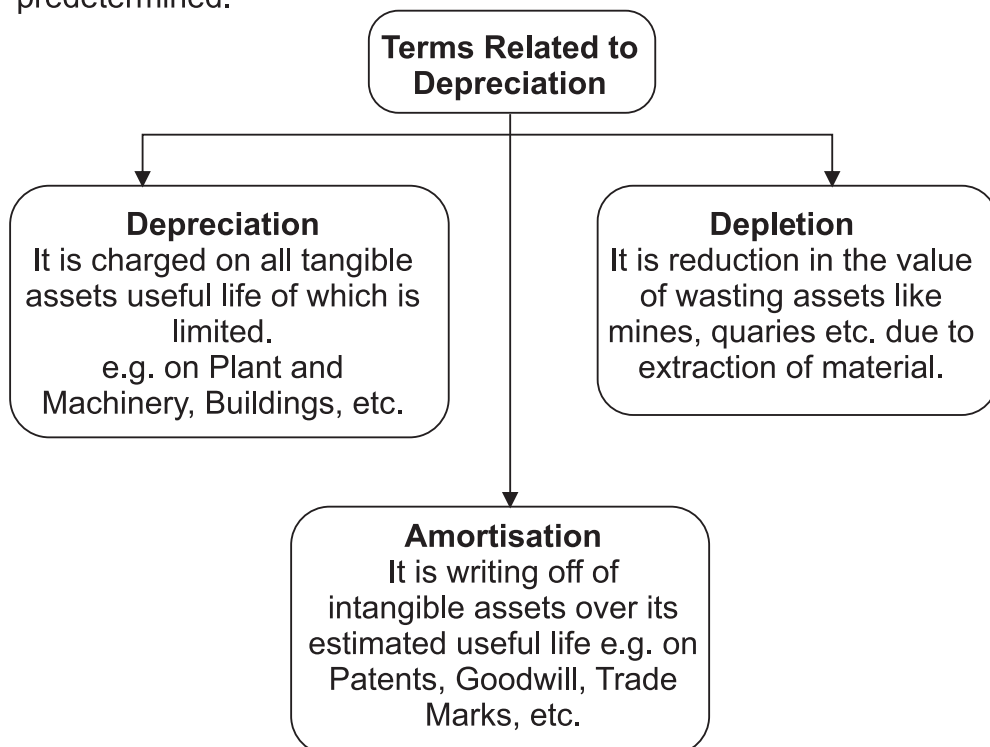 predetermined.
Terms Related to
Depreciation
Depreciation
It is charged on all tangible
assets useful life of which is
limited.
e.g. on Plant and
Machinery, Buildings, etc.
Depletion
It is reduction in the value
of wasting assets like
mines, quaries etc. due to
extraction of material.
Amortisation
It is writing off of
intangible assets over its
estimated useful life e.g. on
Patents, Goodwill, Trade
Marks, etc.